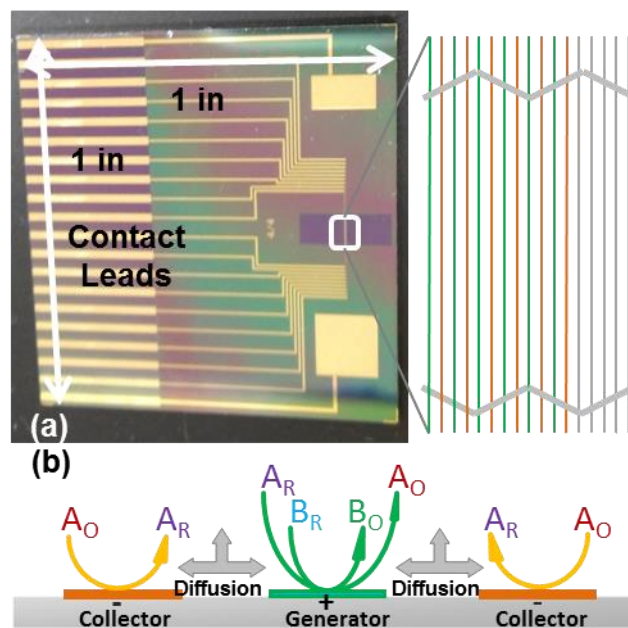 1 in
1 in
Contact
Leads
(a)
(b)
A_R A_O
A_O A_R B_R B_O A_R A_O
Diffusion Diffusion
- + -
Collector Generator Collector